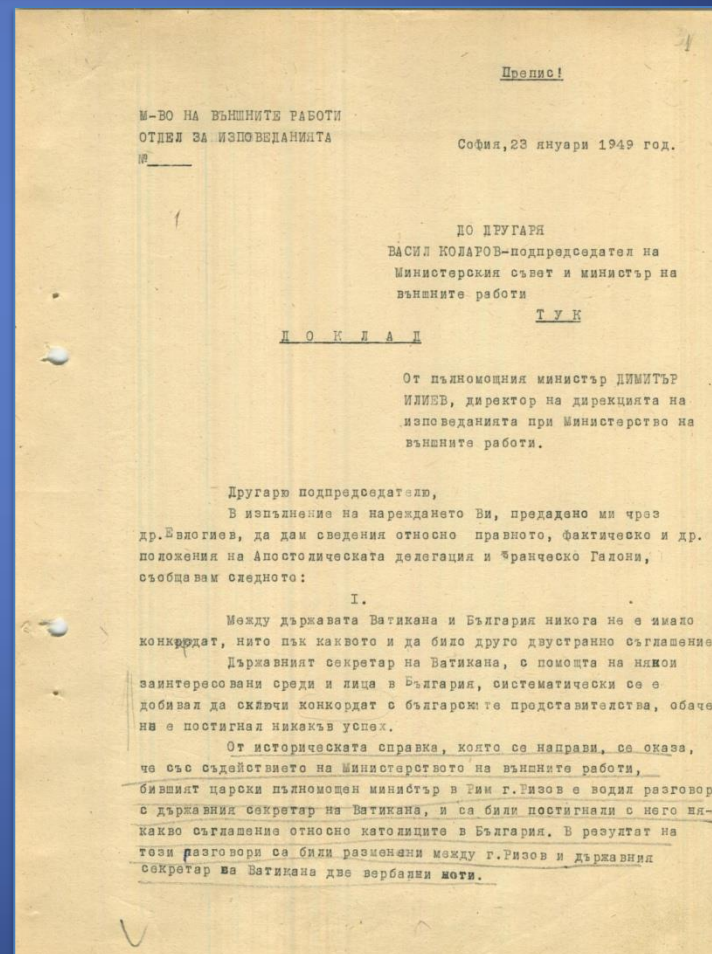 Препис!
М-ВО НА ВЪНШНИТЕ РАБОТИ
ОТДЕЛ ЗА ИЗПОВЕДАНИЯТА
София, 23 януари 1949 год.
№
1
ДО ДРУГАРЯ
ВАСИЛ КОЛАРОВ-подпредседател на
Министерския съвет и министър на
външните работи
Т У К
Д О К Л А Д
От пълномощния министър ДИМИТЪР
ИЛИЕВ, директор на дирекцията на
изповеданията при Министерство на
външните работи.
Другарю подпредседателю,
В изпълнение на нареждането Ви, предадено ми чрез
др.Евлогиев, да дам сведения относно правното, фактическо и др.
положения на Апостолическата делегация и Франческо Галони,
съобщавам следното:
I.
Между държавата Ватикана и България никога не е имало
конкордат, нито пък каквото и да било друго двустранно съглашение
Държавният секретар на Ватикана, с помощта на някои
заинтересовани среди и лица в България, систематически се е
добивал да сключи конкордат с българските представителства, обаче
не е постигнал никакъв успех.
От историческата справка, която се направи, се оказа,
че със съдействието на Министерството на външните работи,
бившият царски пълномощен министър в Рим г.Ризов е водил разговор
с държавния секретар на Ватикана, и са били постигнали с него ня-
какво съглашение относно католиците в България. В резултат на
тези разговори са били разменени между г.Ризов и държавния
секретар на Ватикана две вербални ноти.